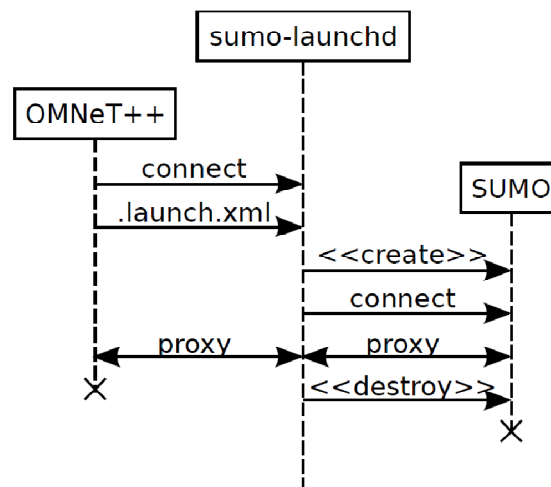 sumo-launchd
OMNeT++
connect
SUMO
.launch.xml
<<create>>
connect
proxy
proxy
<<destroy>>